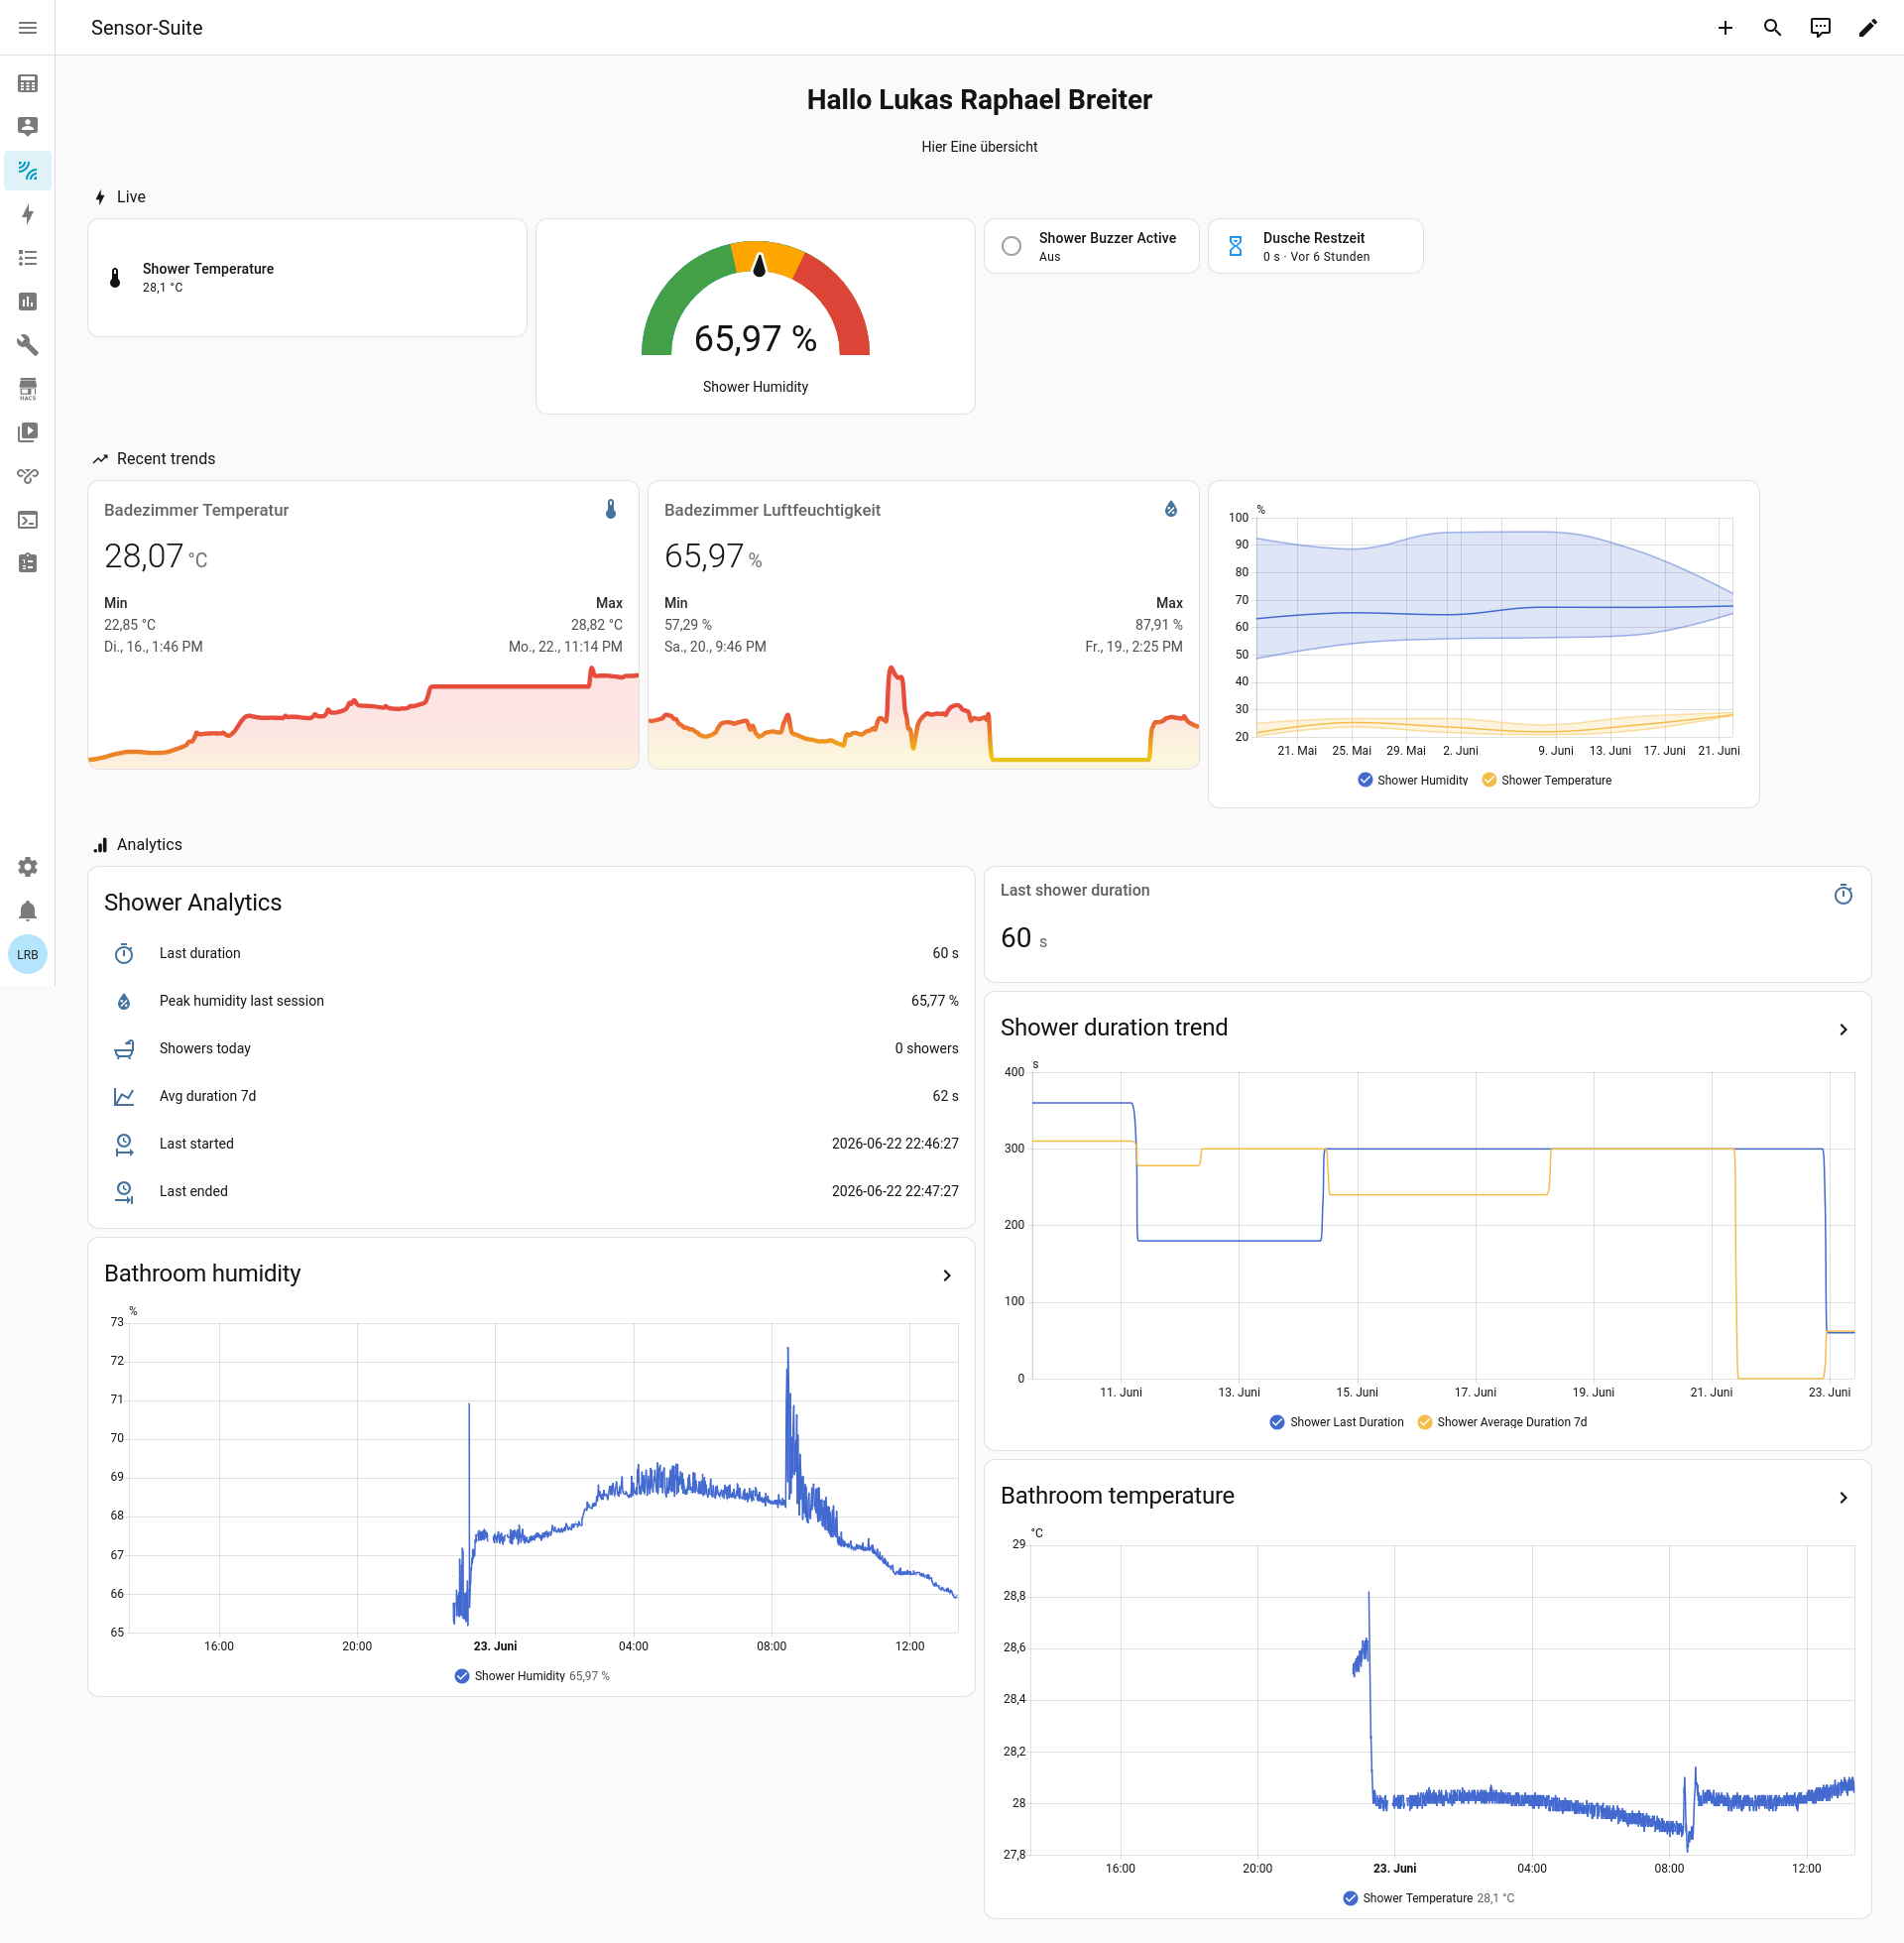 Sensor-Suite
Hallo Lukas Raphael Breiter
Hier Eine übersicht
Live
Shower Temperature
28,1 °C
65,97 %
Shower Humidity
Shower Buzzer Active
Aus
Dusche Restzeit
0 s · Vor 6 Stunden
HACS
Recent trends
Badezimmer Temperatur
28,07 °C
Min Max
22,85 °C 28,82 °C
Di., 16., 1:46 PM Mo., 22., 11:14 PM
Badezimmer Luftfeuchtigkeit
65,97 %
Min Max
57,29 % 87,91 %
Sa., 20., 9:46 PM Fr., 19., 2:25 PM
%
100
90
80
70
60
50
40
30
20
21. Mai 25. Mai 29. Mai 2. Juni 9. Juni 13. Juni 17. Juni 21. Juni
Shower Humidity Shower Temperature
Analytics
Shower Analytics
Last duration 60 s
Peak humidity last session 65,77 %
Showers today 0 showers
Avg duration 7d 62 s
Last started 2026-06-22 22:46:27
Last ended 2026-06-22 22:47:27
LRB
Last shower duration
60 s
Shower duration trend
s
400
300
200
100
0
11. Juni 13. Juni 15. Juni 17. Juni 19. Juni 21. Juni 23. Juni
Shower Last Duration Shower Average Duration 7d
Bathroom humidity
%
73
72
71
70
69
68
67
66
65
16:00 20:00 23. Juni 04:00 08:00 12:00
Shower Humidity 65,97 %
Bathroom temperature
°C
29
28,8
28,6
28,4
28,2
28
27,8
16:00 20:00 23. Juni 04:00 08:00 12:00
Shower Temperature 28,1 °C